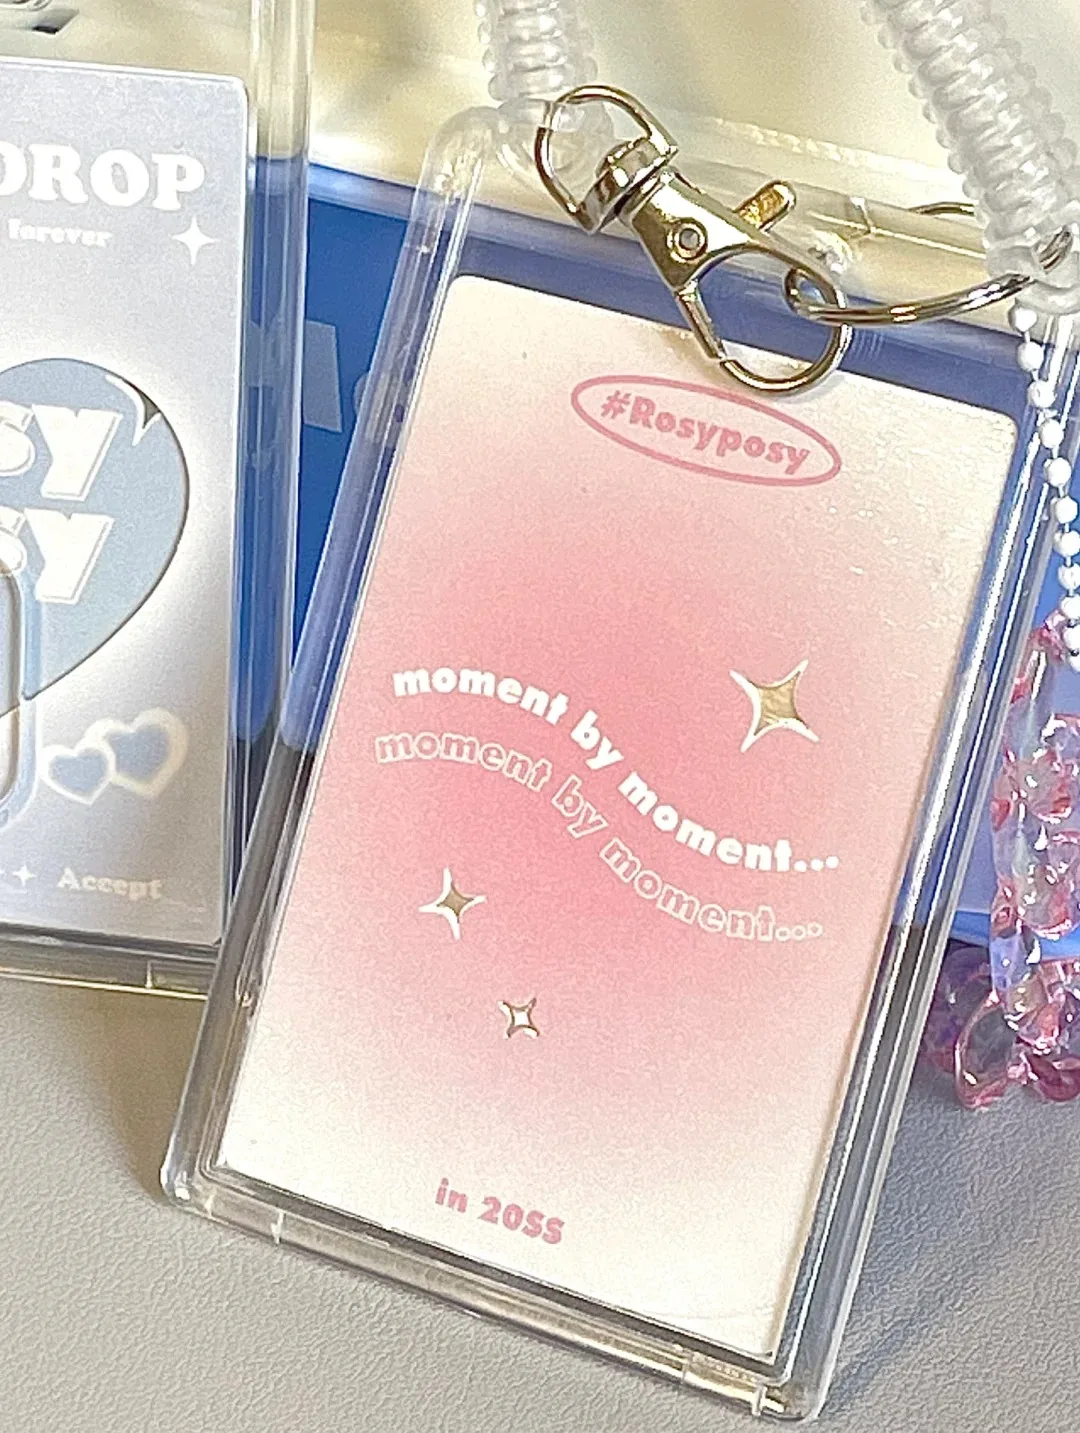 DROP
forever
sy
sy
Accept
#Rosyposy
moment by moment...
moment by moment...
in 20SS